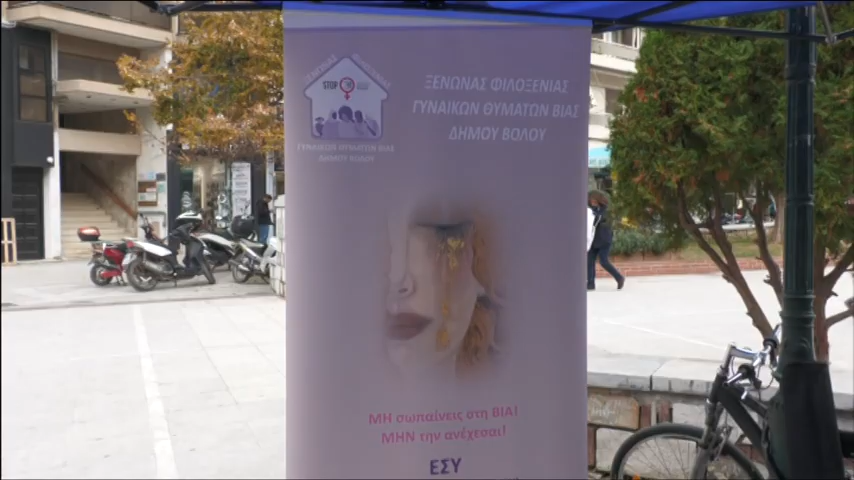 ΞΕΝΩΝΑΣ
STOP
ΓΥΝΑΙΚΩΝ ΘΥΜΑΤΩΝ ΒΙΑΣ
ΔΗΜΟΥ ΒΟΛΟΥ
ΞΕΝΩΝΑΣ ΦΙΛΟΞΕΝΙΑΣ
ΓΥΝΑΙΚΩΝ ΘΥΜΑΤΩΝ ΒΙΑΣ
ΔΗΜΟΥ ΒΟΛΟΥ
ΜΗ σωπαίνεις στη ΒΙΑ!
ΜΗΝ την ανέχεσαι!
ΕΣΥ